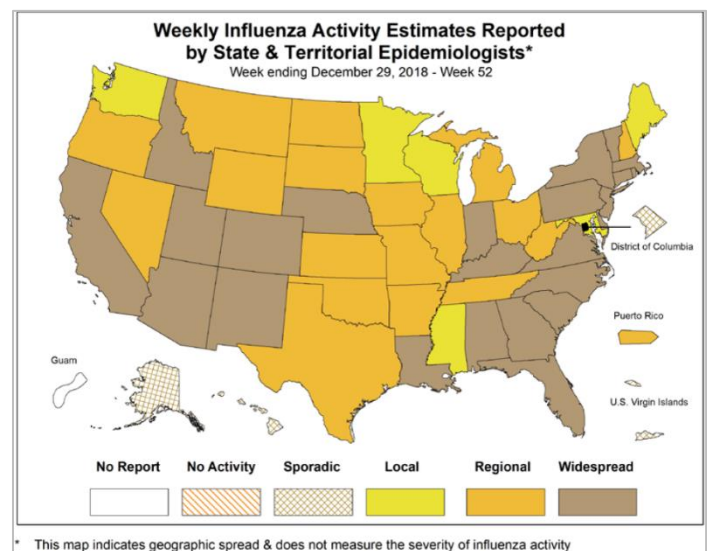 Weekly Influenza Activity Estimates Reported
by State & Territorial Epidemiologists*
Week ending December 29, 2018 - Week 52
District of Columbia
Puerto Rico
Guam
U.S. Virgin Islands
No Report
No Activity
Sporadic
Local
Regional
Widespread
* This map indicates geographic spread & does not measure the severity of influenza activity